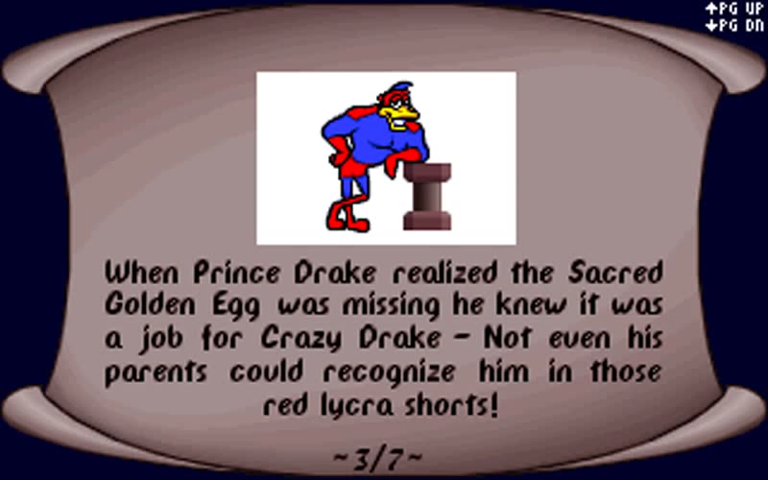 ↑PG UP
↓PG DN
When Prince Drake realized the Sacred
Golden Egg was missing he knew it was
a job for Crazy Drake - Not even his
parents could recognize him in those
red lycra shorts!
~3/7~